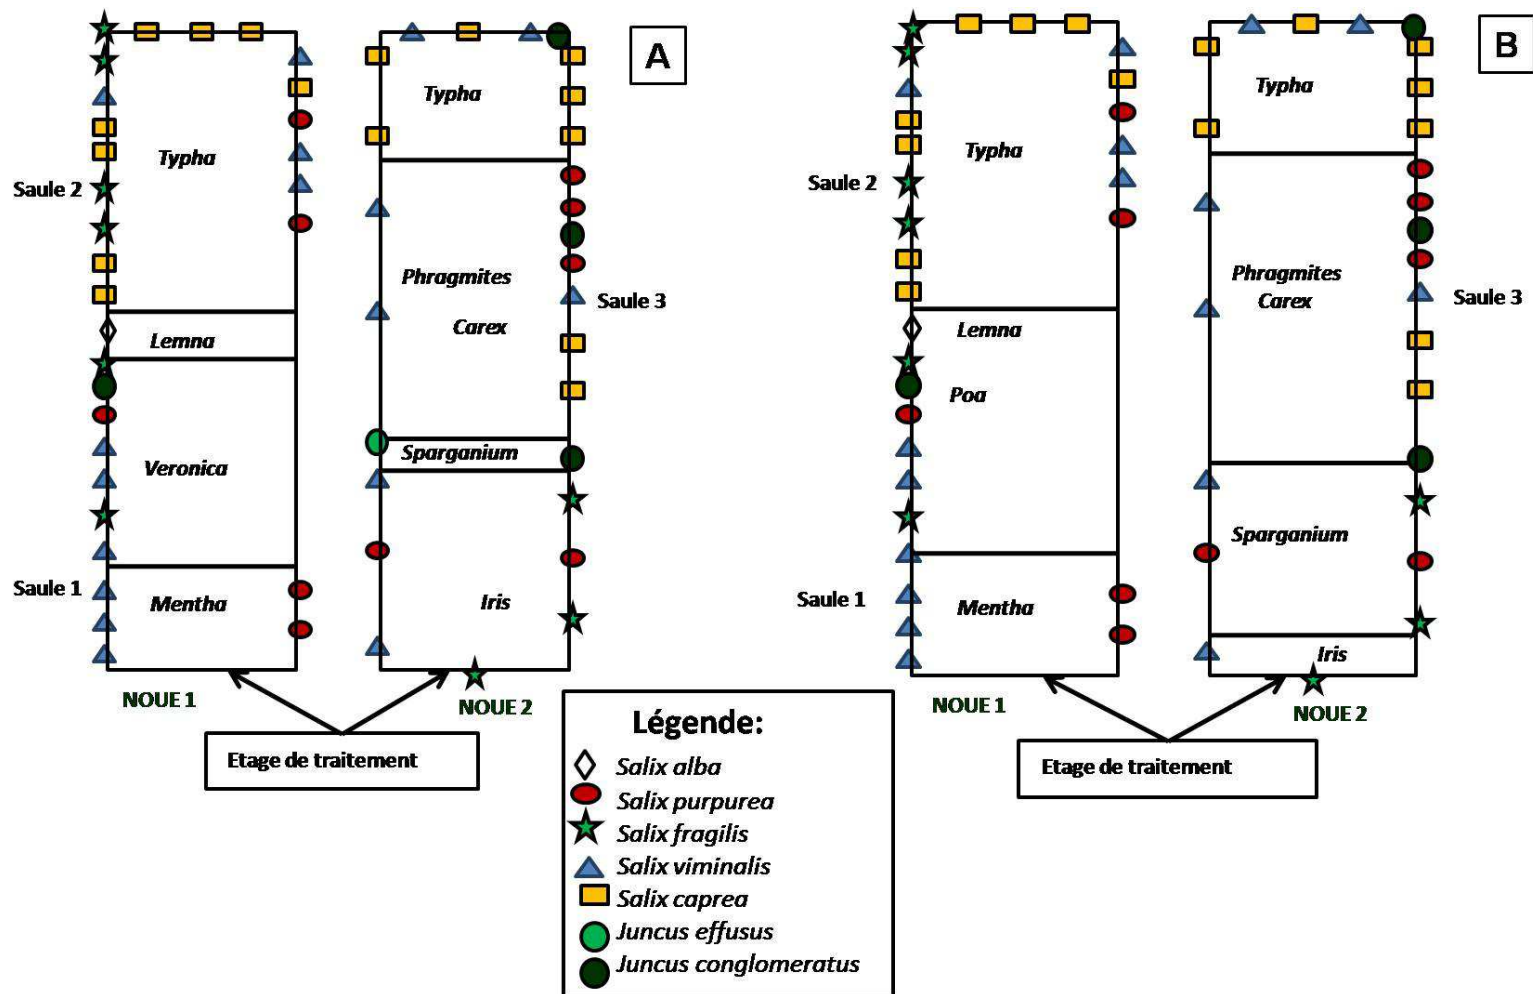 A
Typha
Saule 2
Lemna
Veronica
Saule 1
Mentha
NOUE 1
Typha
Phragmites
Carex
Saule 3
Sparganium
Iris
NOUE 2
Etage de traitement
B
Typha
Saule 2
Lemna
Poa
Saule 1
Mentha
NOUE 1
Typha
Phragmites
Carex
Saule 3
Sparganium
Iris
NOUE 2
Etage de traitement
Légende:
Salix alba
Salix purpurea
Salix fragilis
Salix viminalis
Salix caprea
Juncus effusus
Juncus conglomeratus